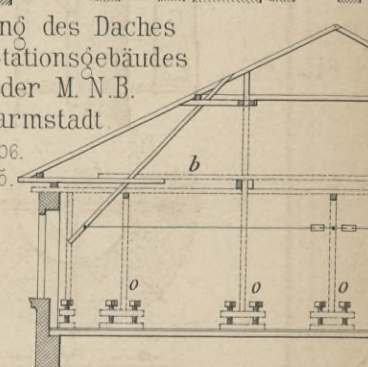 ng des Daches
tationsgebäudes
der M. N. B.
armstadt
06.
5.
b
o o o